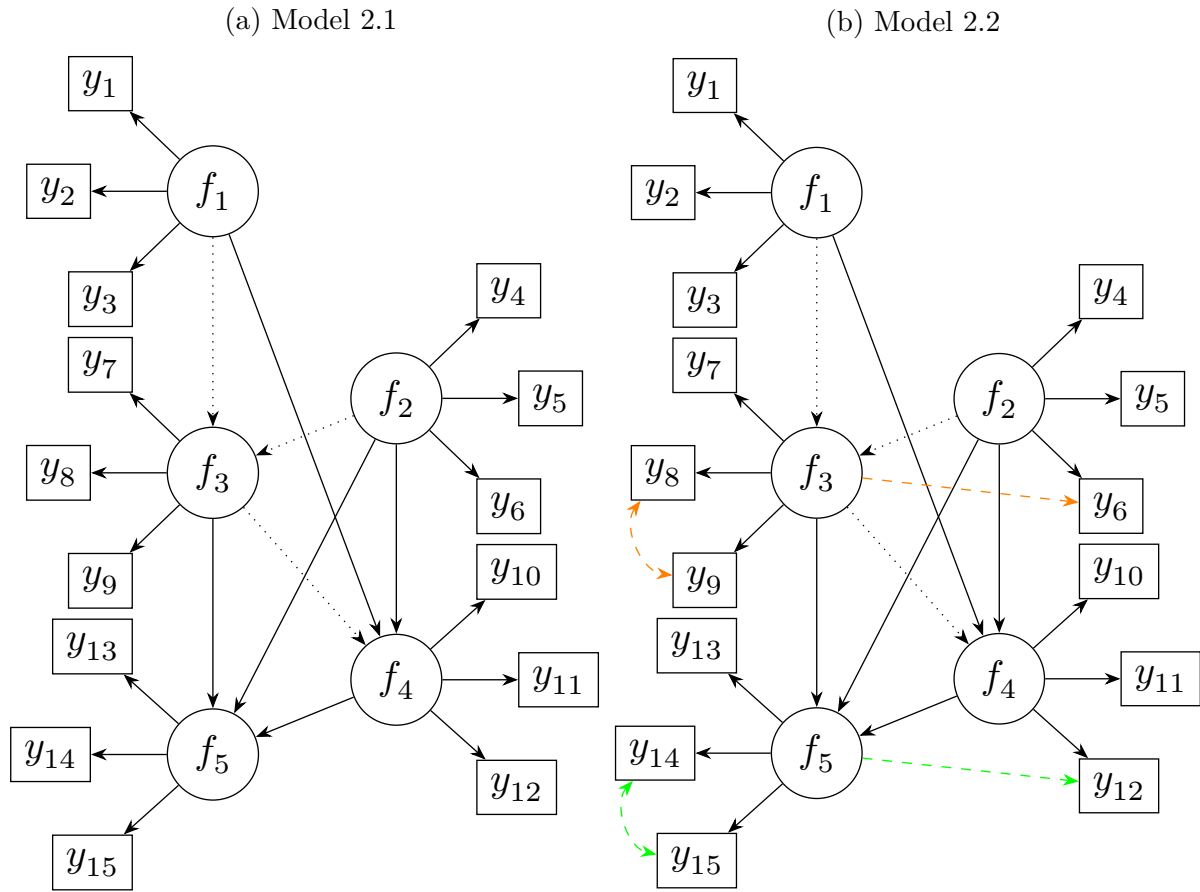 (a) Model 2.1
y₁
y₂
f₁
y₃
y₄
y₇
f₂
y₅
y₈
f₃
y₆
y₉
y₁₀
y₁₃
f₄
y₁₁
y₁₄
f₅
y₁₂
y₁₅
(b) Model 2.2
y₁
y₂
f₁
y₃
y₄
y₇
f₂
y₅
y₈
f₃
y₆
y₉
y₁₀
y₁₃
f₄
y₁₁
y₁₄
f₅
y₁₂
y₁₅